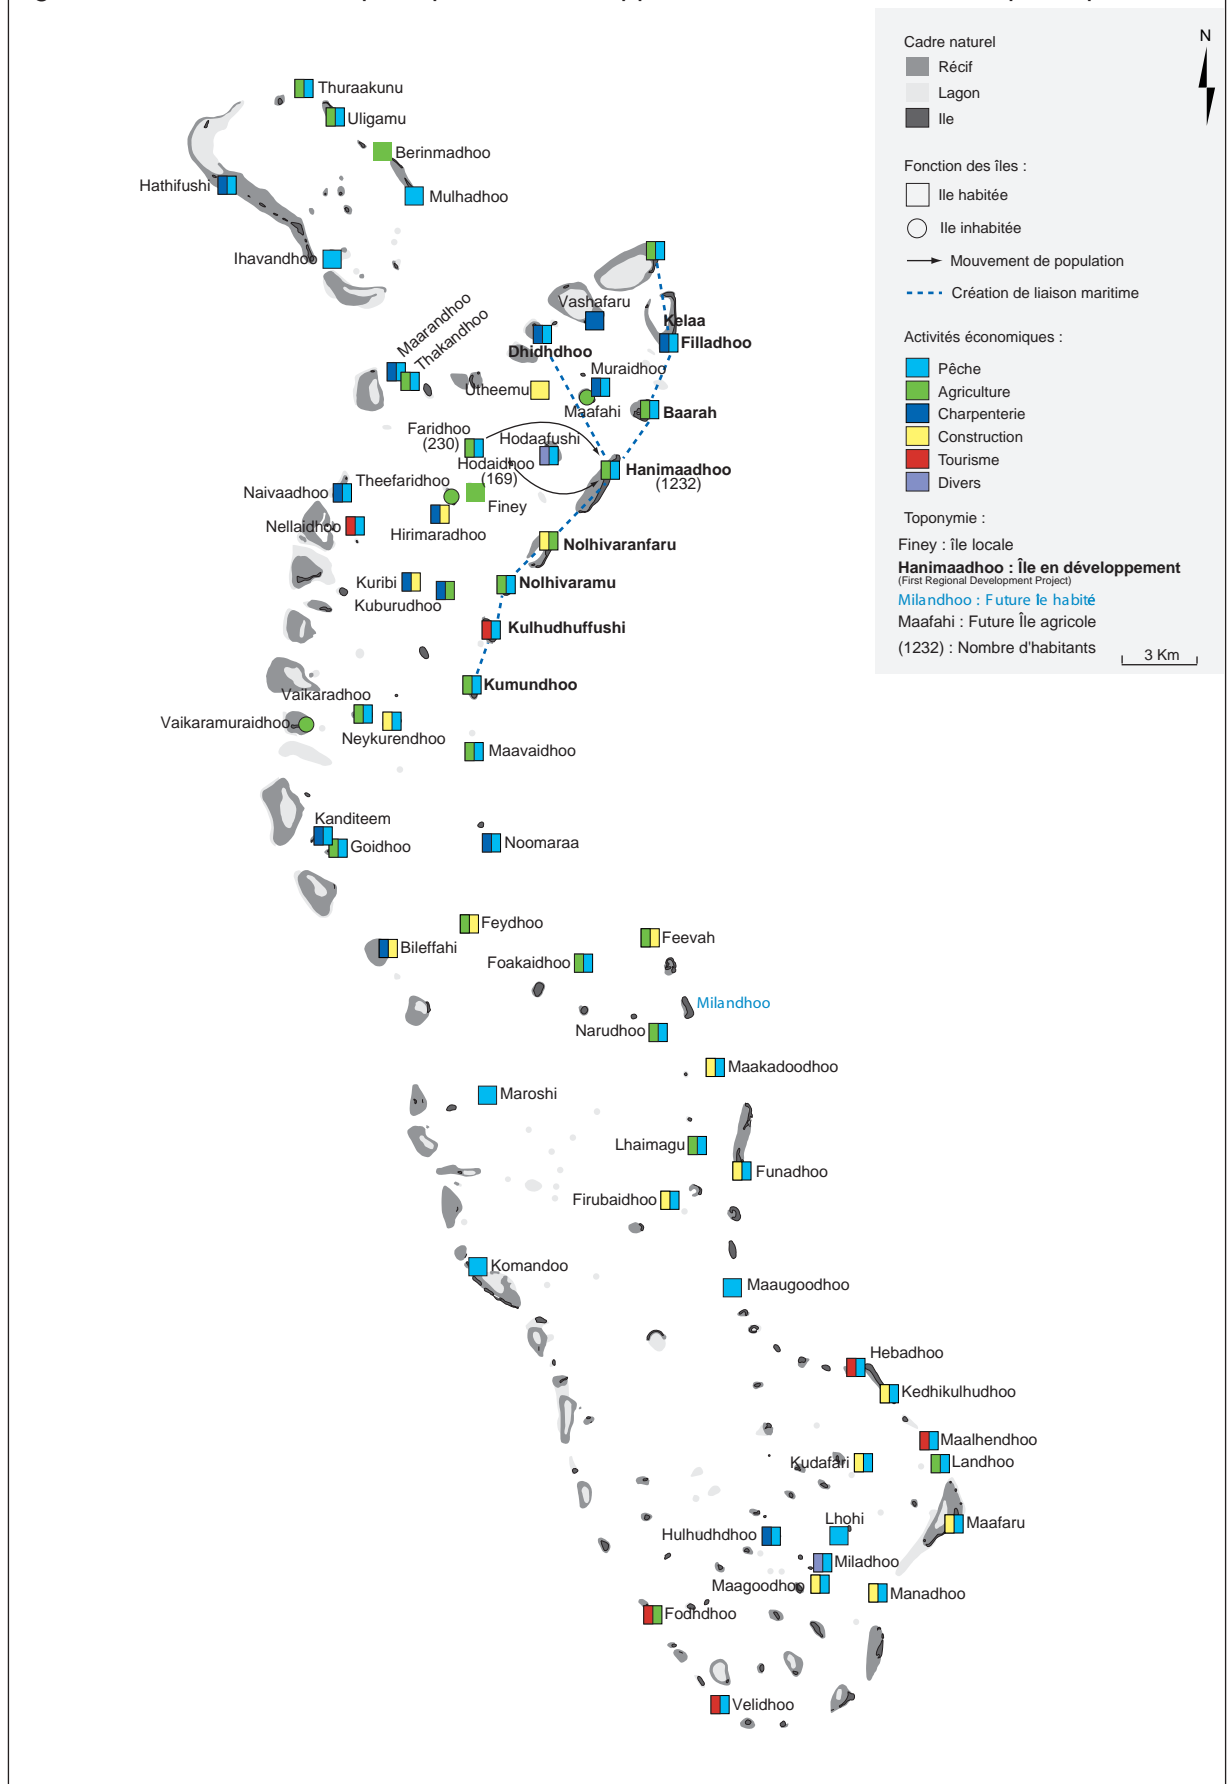 Cadre naturel
Récif
Lagon
Ile
N
Fonction des îles :
Ile habitée
Ile inhabitée
Mouvement de population
Création de liaison maritime
Activités économiques :
Pêche
Agriculture
Charpenterie
Construction
Tourisme
Divers
Toponymie :
Finey : île locale
Hanimaadhoo : Île en développement
(First Regional Development Project)
Milandhoo : Future île habité
Maafahi : Future Île agricole
(1232) : Nombre d'habitants
3 Km
Thuraakunu
Uligamu
Berinmadhoo
Hathifushi
Mulhadhoo
Ihavandhoo
Vashafaru
Kelaa
Filladhoo
Dhidhdhoo
Maarandhoo
Thakandhoo
Muraidhoo
Utheemu
Maafahi
Baarah
Faridhoo
(230)
Hodaafushi
Hodaidhoo
(169)
Hanimaadhoo
(1232)
Theefaridhoo
Naivaadhoo
Finey
Nellaidhoo
Hirimaradhoo
Nolhivaranfaru
Kuribi
Kuburudhoo
Nolhivaramu
Kulhudhuffushi
Kumundhoo
Vaikaradhoo
Vaikaramuraidhoo
Neykurendhoo
Maavaidhoo
Kanditeem
Goidhoo
Noomaraa
Feydhoo
Feevah
Bileffahi
Foakaidhoo
Milandhoo
Narudhoo
Maakadoodhoo
Maroshi
Lhaimagu
Funadhoo
Firubaidhoo
Komandoo
Maaugoodhoo
Hebadhoo
Kedhikulhudhoo
Maalhendhoo
Kudafari
Landhoo
Lhohi
Maafaru
Hulhudhdhoo
Miladhoo
Maagoodhoo
Manadhoo
Fodhdhoo
Velidhoo